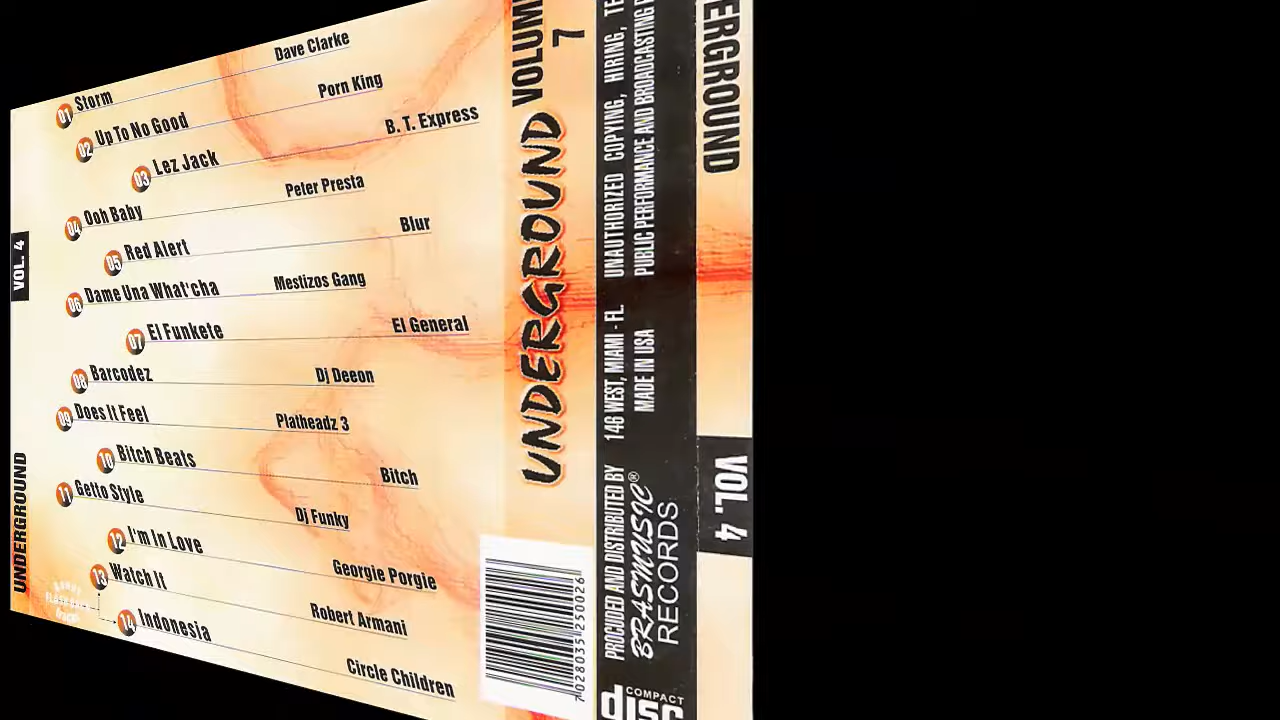 01 Storm Dave Clarke
02 Up To No Good Porn King
03 Lez Jack B. T. Express
04 Ooh Baby Peter Presta
05 Red Alert Blur
06 Dame Una What'cha Mestizos Gang
07 El Funkete El General
08 Barcodez Dj Deeon
09 Does It Feel Platheadz 3
10 Bitch Beats Bitch
11 Getto Style Dj Funky
12 I'm In Love Georgie Porgie
13 Watch It Robert Armani
14 Indonesia Circle Children
UNDERGROUND VOL. 4
UNDERGROUND
7
7028035 250026
PROCUDED AND DISTRIBUTED BY 146 WEST, MIAMI - FL. UNAUTHORIZED COPYING, HIRING,
BRASMUSIC® MADE IN USA PUBLIC PERFORMANCE AND BROADCASTING
RECORDS
COMPACT
disc
VOL. 4